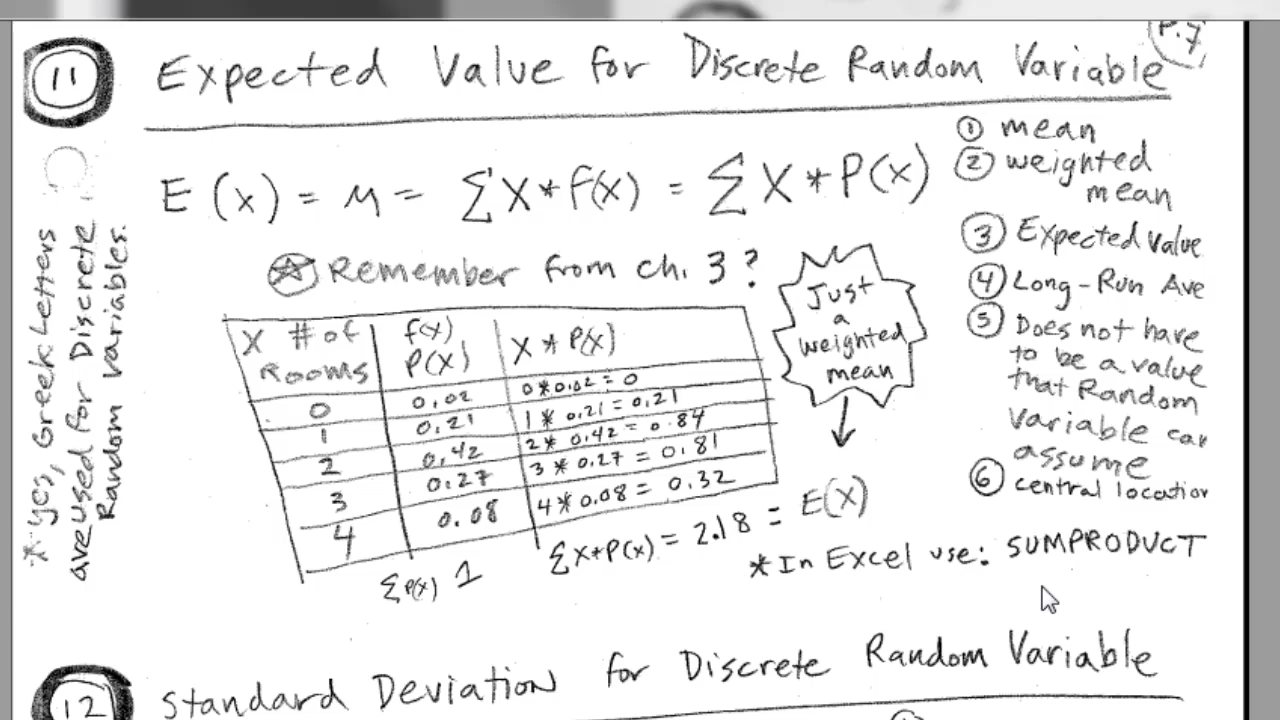 P.7
11 Expected Value for Discrete Random Variable
E(x) = μ = ΣX*f(x) = ΣX*P(x)
① mean
② weighted mean
③ Expected value
④ Long-Run Ave
⑤ Does not have
to be a value
that Random
Variable can
assume
⑥ central location
Remember from ch. 3?
Just
a
weighted
mean
X # of Rooms | f(x) P(x) | X * P(x)
0 | 0.02 | 0*0.02 = 0
1 | 0.21 | 1 * 0.21 = 0.21
2 | 0.42 | 2* 0.42 = 0.84
3 | 0.27 | 3 * 0.27 = 0.81
4 | 0.08 | 4*0.08 = 0.32
ΣP(x) 1
Σx*P(x) = 2.18 = E(X)
*In Excel use: SUMPRODUCT
*yes, Greek Letters
are used for Discrete
Random variables.
12 Standard Deviation for Discrete Random Variable